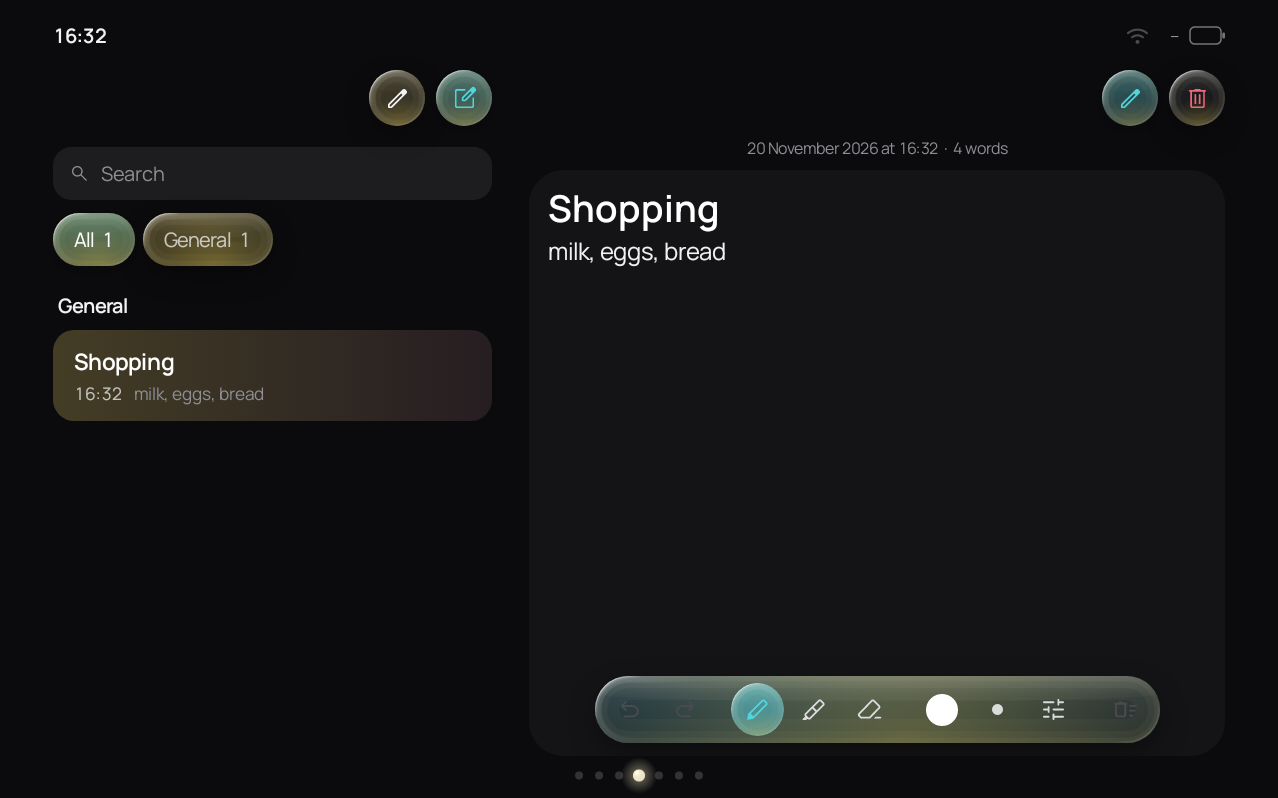 16:32
–
Search
All 1
General 1
General
Shopping
16:32 milk, eggs, bread
20 November 2026 at 16:32 · 4 words
Shopping
milk, eggs, bread